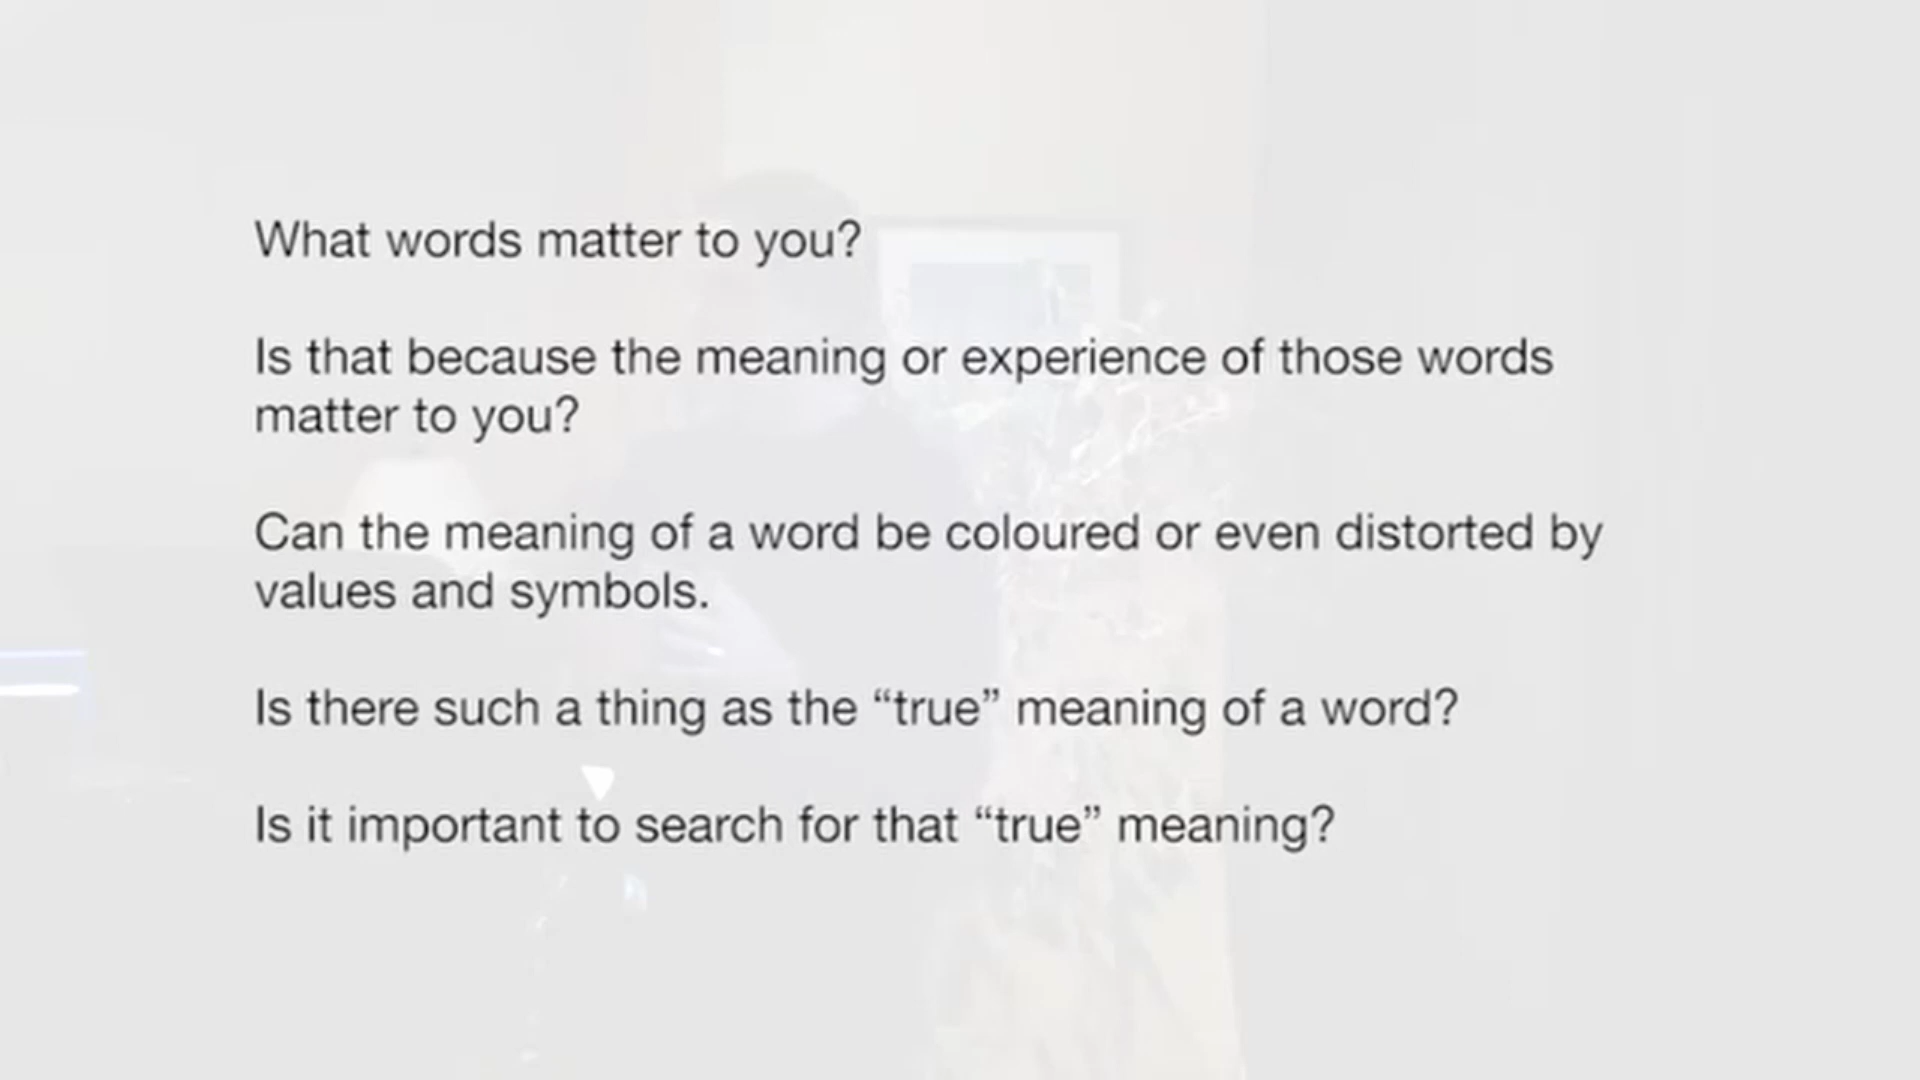 What words matter to you?
Is that because the meaning or experience of those words
matter to you?
Can the meaning of a word be coloured or even distorted by
values and symbols.
Is there such a thing as the “true” meaning of a word?
Is it important to search for that “true” meaning?